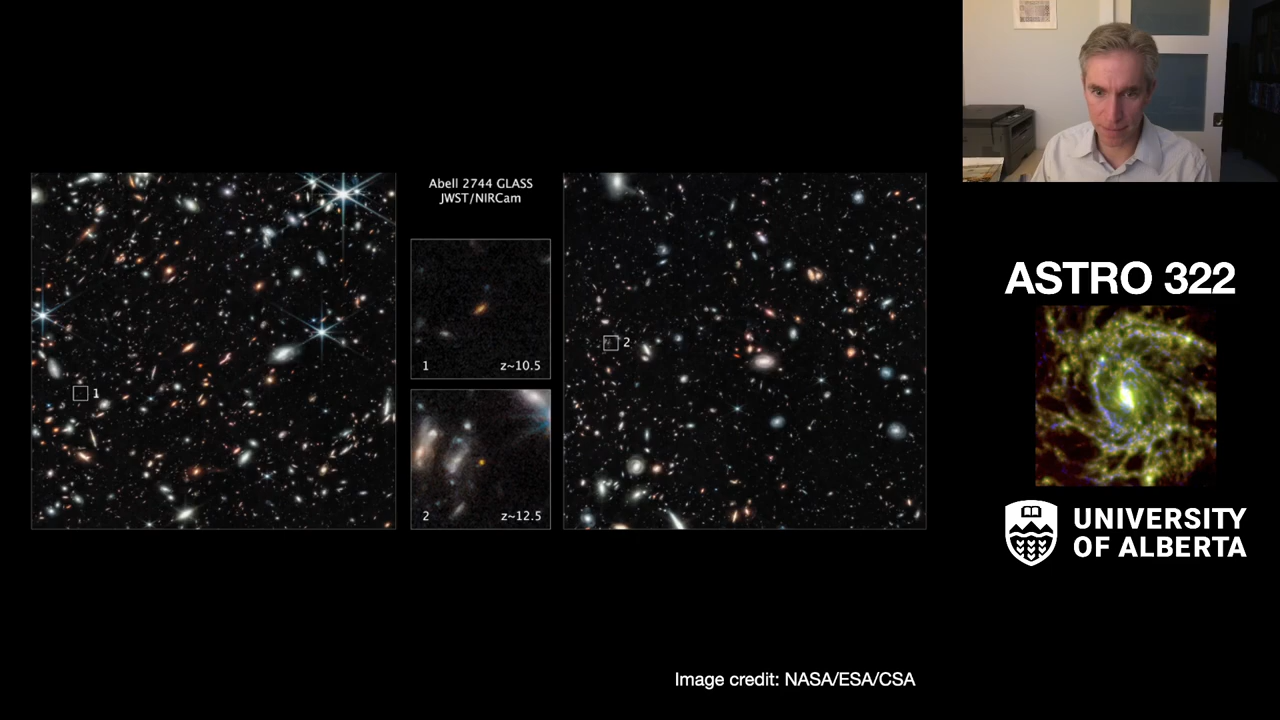 Abell 2744 GLASS
JWST/NIRCam
1 z~10.5
2 z~12.5
1
2
ASTRO 322
UNIVERSITY
OF ALBERTA
Image credit: NASA/ESA/CSA